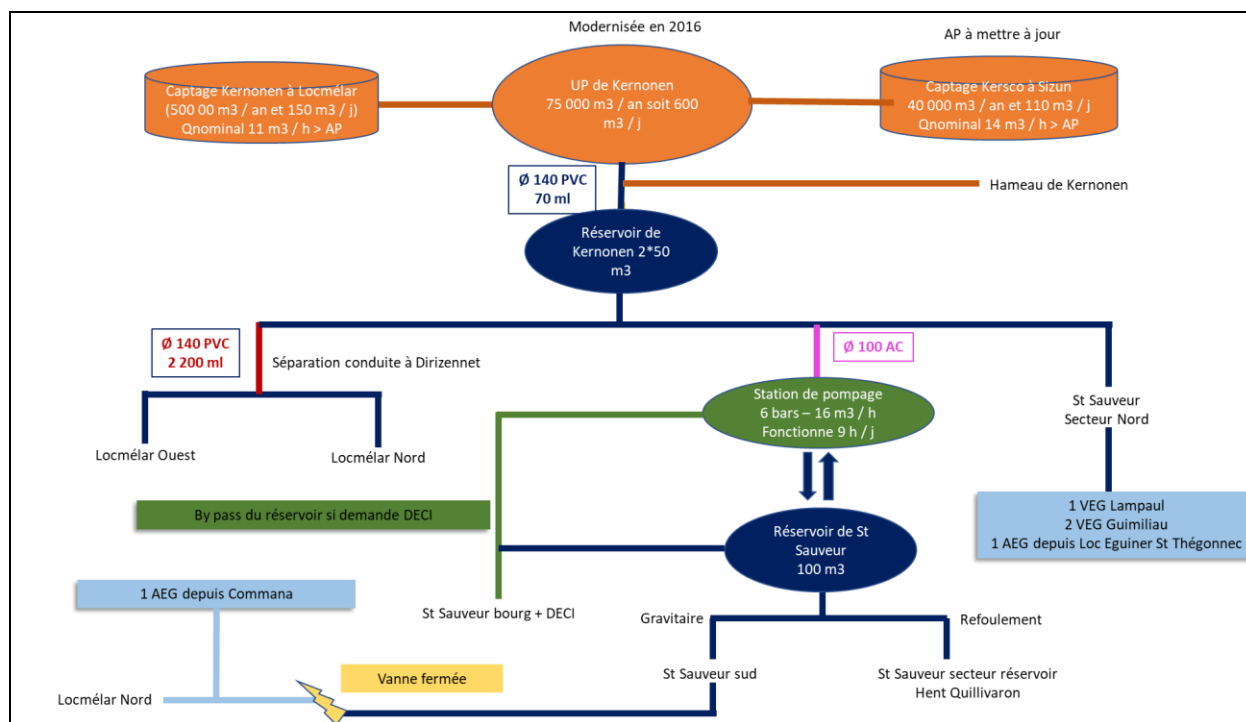 Modernisée en 2016
AP à mettre à jour
Captage Kernonen à Locmélar
(500 00 m3 / an et 150 m3 / j)
Qnominal 11 m3 / h > AP
UP de Kernonen
75 000 m3 / an soit 600
m3 / j
Captage Kersco à Sizun
40 000 m3 / an et 110 m3 / j
Qnominal 14 m3 / h > AP
Ø 140 PVC
70 ml
Hameau de Kernonen
Réservoir de
Kernonen 2*50
m3
Ø 140 PVC
2 200 ml
Séparation conduite à Dirizennet
Ø 100 AC
Station de pompage
6 bars – 16 m3 / h
Fonctionne 9 h / j
St Sauveur
Secteur Nord
Locmélar Ouest
Locmélar Nord
By pass du réservoir si demande DECI
1 VEG Lampaul
2 VEG Guimiliau
1 AEG depuis Loc Eguiner St Thégonnec
Réservoir de St
Sauveur
100 m3
1 AEG depuis Commana
St Sauveur bourg + DECI
Gravitaire
Refoulement
Vanne fermée
St Sauveur sud
St Sauveur secteur réservoir
Hent Quillivaron
Locmélar Nord